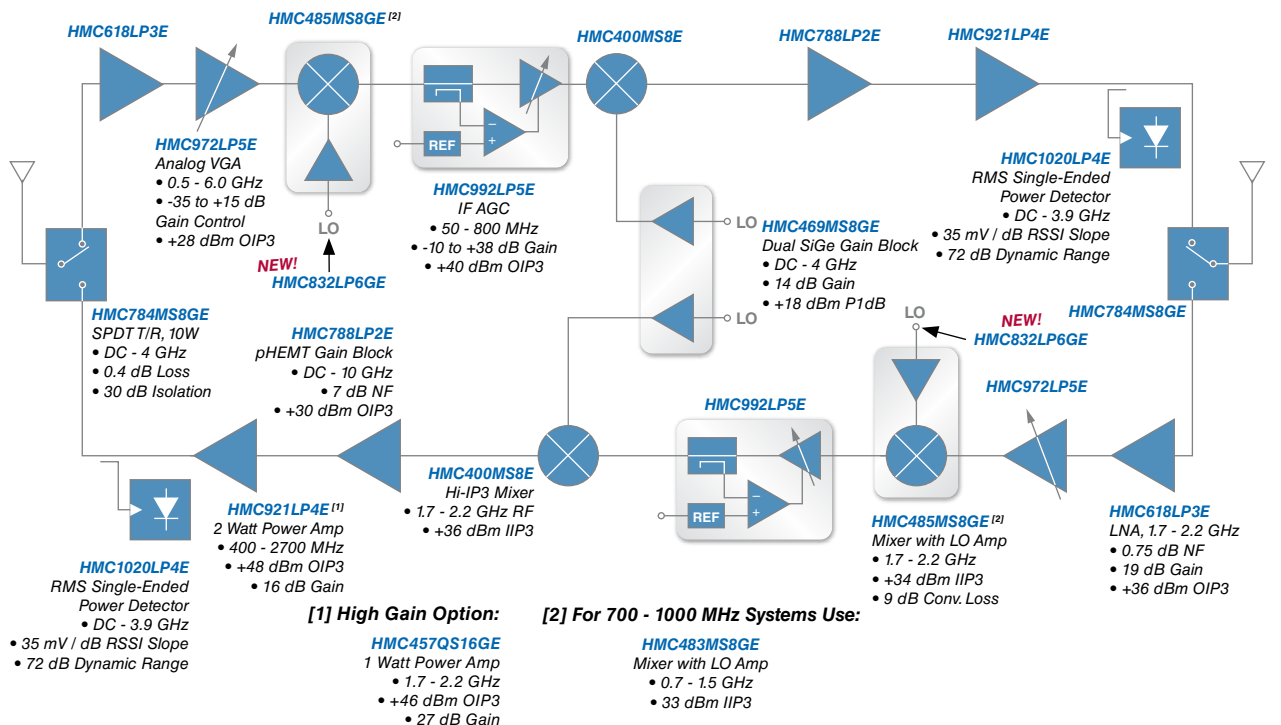 HMC618LP3E
HMC485MS8GE [2]
HMC400MS8E
HMC788LP2E
HMC921LP4E
HMC972LP5E
Analog VGA
• 0.5 - 6.0 GHz
• -35 to +15 dB
Gain Control
• +28 dBm OIP3
LO
NEW!
HMC832LP6GE
REF
−
+
HMC992LP5E
IF AGC
• 50 - 800 MHz
• -10 to +38 dB Gain
• +40 dBm OIP3
LO
HMC469MS8GE
Dual SiGe Gain Block
• DC - 4 GHz
• 14 dB Gain
• +18 dBm P1dB
LO
HMC1020LP4E
RMS Single-Ended
Power Detector
• DC - 3.9 GHz
• 35 mV / dB RSSI Slope
• 72 dB Dynamic Range
HMC784MS8GE
HMC784MS8GE
SPDT T/R, 10W
• DC - 4 GHz
• 0.4 dB Loss
• 30 dB Isolation
HMC788LP2E
pHEMT Gain Block
• DC - 10 GHz
• 7 dB NF
• +30 dBm OIP3
LO
NEW!
HMC832LP6GE
HMC992LP5E
REF
−
+
HMC972LP5E
HMC400MS8E
Hi-IP3 Mixer
• 1.7 - 2.2 GHz RF
• +36 dBm IIP3
HMC921LP4E [1]
2 Watt Power Amp
• 400 - 2700 MHz
• +48 dBm OIP3
• 16 dB Gain
HMC485MS8GE [2]
Mixer with LO Amp
• 1.7 - 2.2 GHz
• +34 dBm IIP3
• 9 dB Conv. Loss
HMC618LP3E
LNA, 1.7 - 2.2 GHz
• 0.75 dB NF
• 19 dB Gain
• +36 dBm OIP3
HMC1020LP4E
RMS Single-Ended
Power Detector
• DC - 3.9 GHz
• 35 mV / dB RSSI Slope
• 72 dB Dynamic Range
[1] High Gain Option:
HMC457QS16GE
1 Watt Power Amp
• 1.7 - 2.2 GHz
• +46 dBm OIP3
• 27 dB Gain
[2] For 700 - 1000 MHz Systems Use:
HMC483MS8GE
Mixer with LO Amp
• 0.7 - 1.5 GHz
• 33 dBm IIP3